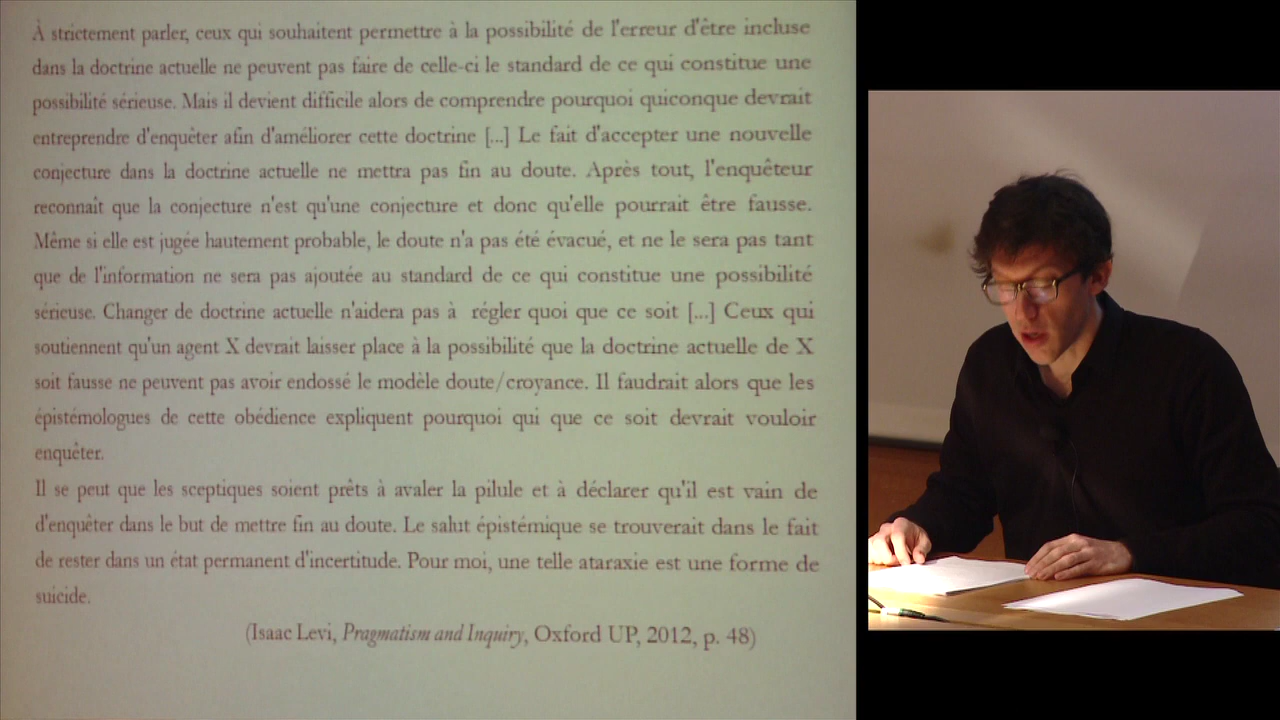 À strictement parler, ceux qui souhaitent permettre à la possibilité de l'erreur d'être incluse
dans la doctrine actuelle ne peuvent pas faire de celle-ci le standard de ce qui constitue une
possibilité sérieuse. Mais il devient difficile alors de comprendre pourquoi quiconque devrait
entreprendre d'enquêter afin d'améliorer cette doctrine [...] Le fait d'accepter une nouvelle
conjecture dans la doctrine actuelle ne mettra pas fin au doute. Après tout, l'enquêteur
reconnaît que la conjecture n'est qu'une conjecture et donc qu'elle pourrait être fausse.
Même si elle est jugée hautement probable, le doute n'a pas été évacué, et ne le sera pas tant
que de l'information ne sera pas ajoutée au standard de ce qui constitue une possibilité
sérieuse. Changer de doctrine actuelle n'aidera pas à régler quoi que ce soit [...] Ceux qui
soutiennent qu'un agent X devrait laisser place à la possibilité que la doctrine actuelle de X
soit fausse ne peuvent pas avoir endossé le modèle doute/croyance. Il faudrait alors que les
épistémologues de cette obédience expliquent pourquoi qui que ce soit devrait vouloir
enquêter.
Il se peut que les sceptiques soient prêts à avaler la pilule et à déclarer qu'il est vain de
d'enquêter dans le but de mettre fin au doute. Le salut épistémique se trouverait dans le fait
de rester dans un état permanent d'incertitude. Pour moi, une telle ataraxie est une forme de
suicide.
(Isaac Levi, Pragmatism and Inquiry, Oxford UP, 2012, p. 48)